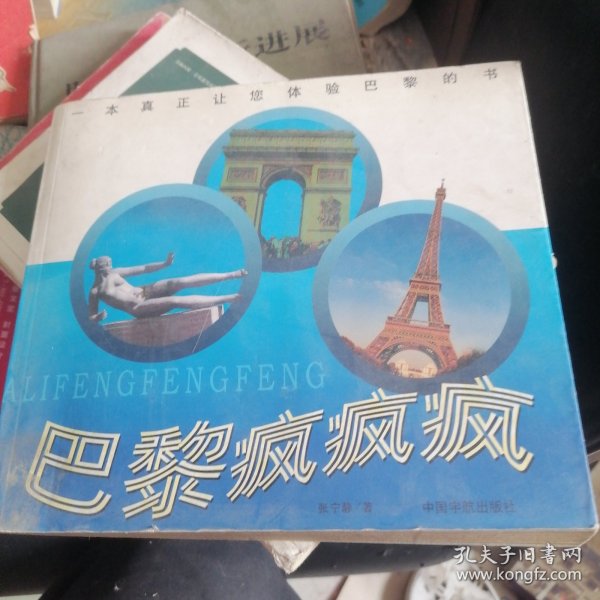 进展
一本真正让您体验巴黎的书
ALIFENGFENGFENG
巴黎疯疯疯
张宁静/著
中国宇航出版社
孔夫子旧书网
www.kongfz.com